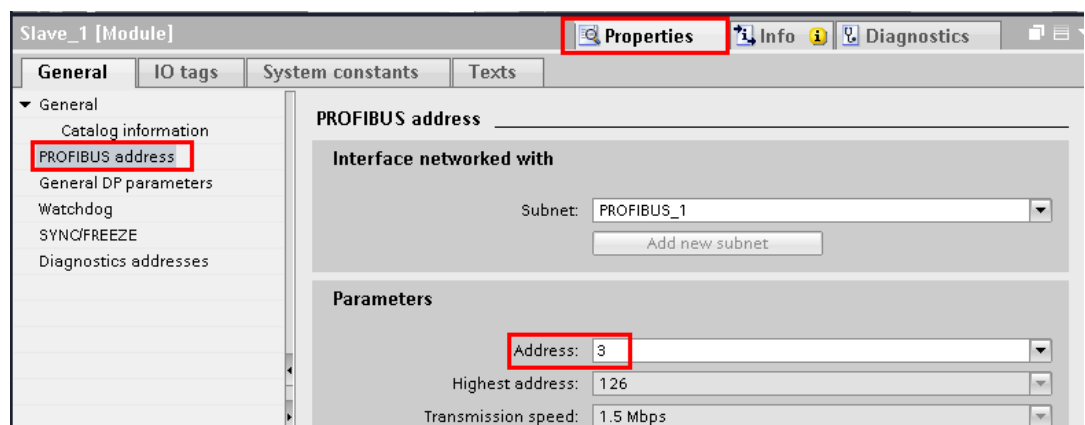 Slave_1 [Module]
Properties
Info
Diagnostics
General
IO tags
System constants
Texts
General
Catalog information
PROFIBUS address
General DP parameters
Watchdog
SYNC/FREEZE
Diagnostics addresses
PROFIBUS address
Interface networked with
Subnet: PROFIBUS_1
Add new subnet
Parameters
Address: 3
Highest address: 126
Transmission speed: 1.5 Mbps